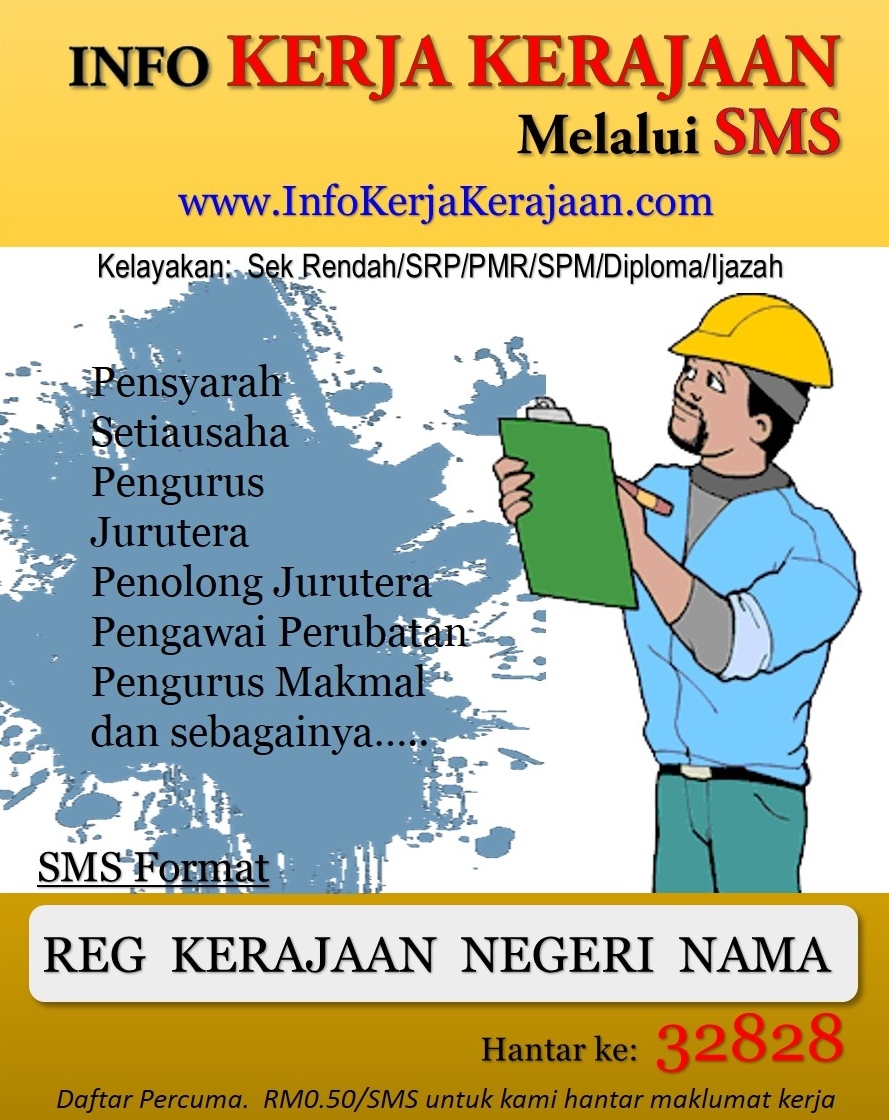 INFO KERJA KERAJAAN
Melalui SMS
www.InfoKerjaKerajaan.com
Kelayakan: Sek Rendah/SRP/PMR/SPM/Diploma/Ijazah
Pensyarah
Setiausaha
Pengurus
Jurutera
Penolong Jurutera
Pengawai Perubatan
Pengurus Makmal
dan sebagainya.....
SMS Format
REG KERAJAAN NEGERI NAMA
Hantar ke: 32828
Daftar Percuma. RM0.50/SMS untuk kami hantar maklumat kerja